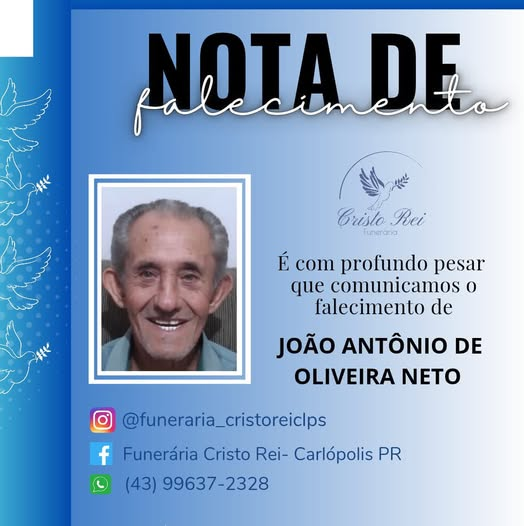 NOTA DE
falecimento
Cristo Rei
Funerária
É com profundo pesar
que comunicamos o
falecimento de
JOÃO ANTÔNIO DE
OLIVEIRA NETO
@funeraria_cristoreiclps
Funerária Cristo Rei- Carlópolis PR
(43) 99637-2328